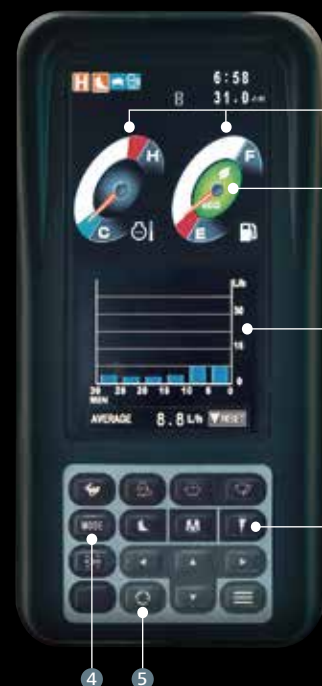 H
6:58
31.0
H
F
C
ECO
E
L/h
30
15
0
30 25 20 15 10 5 0
MIN
AVERAGE 8.8 L/h ▼RESET
MODE
4 5